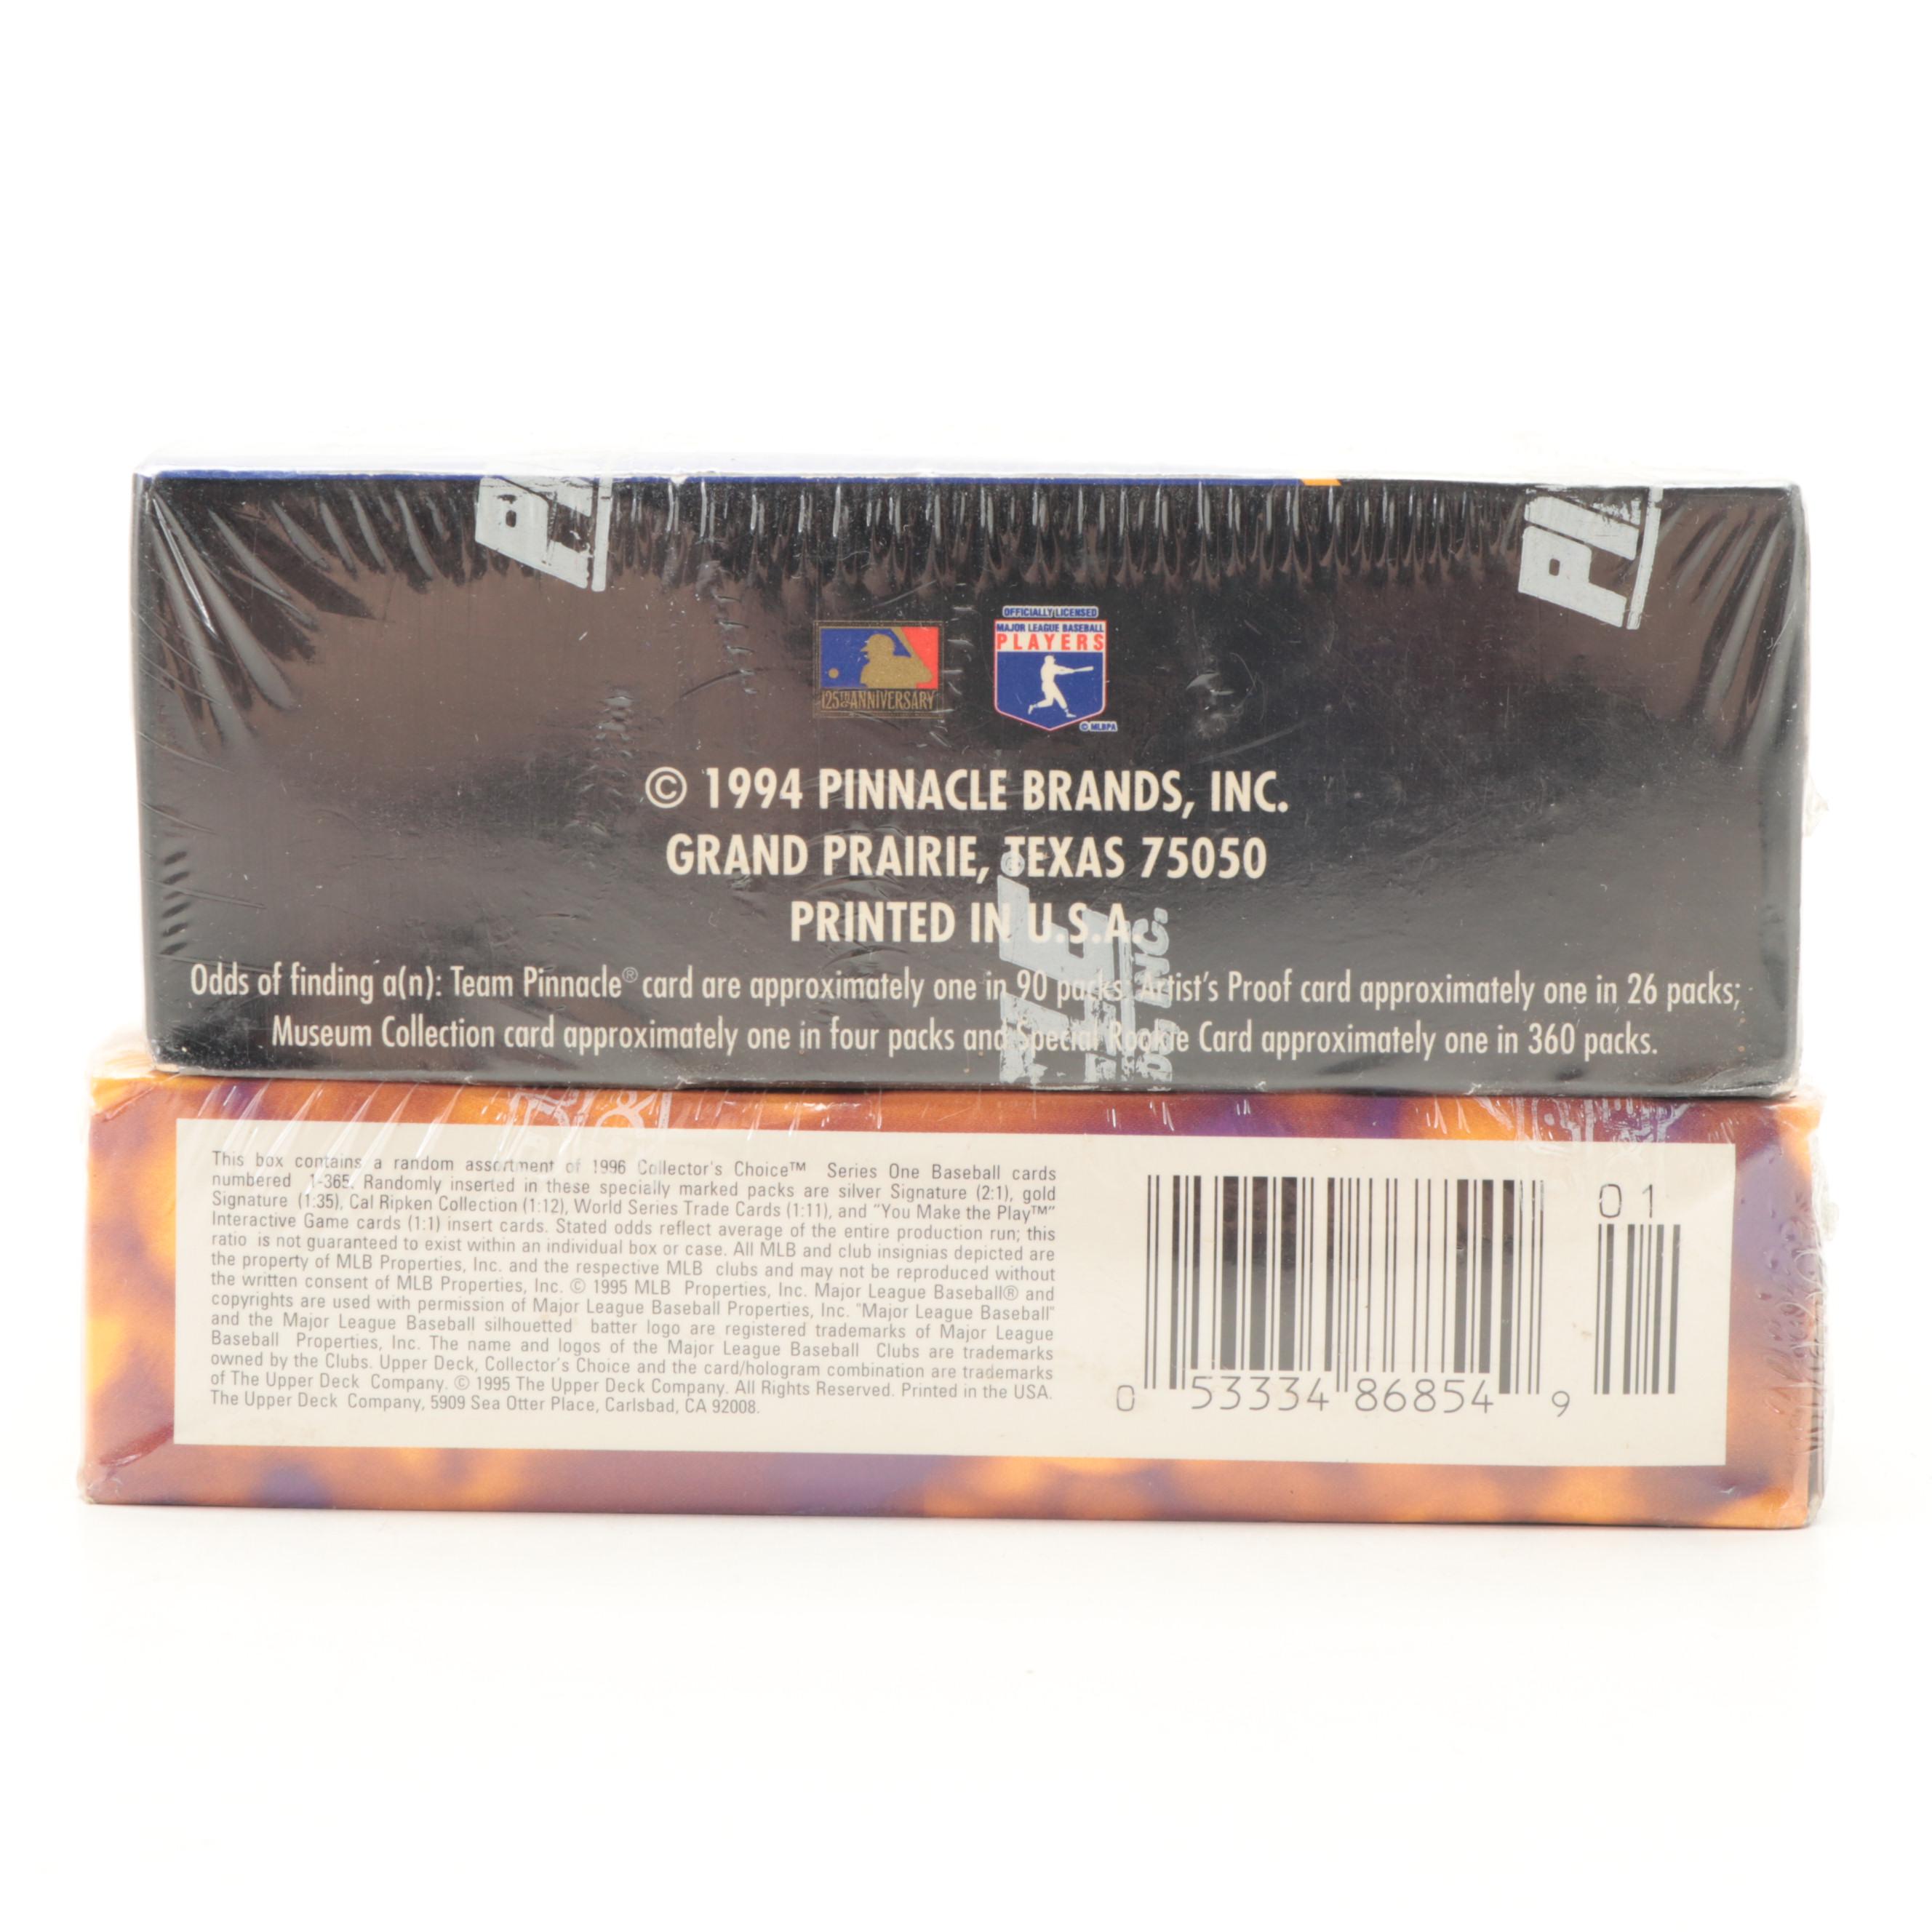 PI
PL
OFFICIALLY LICENSED
MAJOR LEAGUE BASEBALL
PLAYERS
125TH ANNIVERSARY
© MLBPA
© 1994 PINNACLE BRANDS, INC.
GRAND PRAIRIE, TEXAS 75050
PRINTED IN U.S.A.
INC.
Odds of finding a(n): Team Pinnacle® card are approximately one in 90 packs; Artist's Proof card approximately one in 26 packs;
Museum Collection card approximately one in four packs and Special Rookie Card approximately one in 360 packs.
This box contains a random assortment of 1996 Collector's Choice™ Series One Baseball cards
numbered 1-365. Randomly inserted in these specially marked packs are silver Signature (2:1), gold
Signature (1:35), Cal Ripken Collection (1:12), World Series Trade Cards (1:11), and "You Make the Play™"
Interactive Game cards (1:1) insert cards. Stated odds reflect average of the entire production run; this
ratio is not guaranteed to exist within an individual box or case. All MLB and club insignias depicted are
the property of MLB Properties, Inc. and the respective MLB clubs and may not be reproduced without
the written consent of MLB Properties, Inc. © 1995 MLB Properties, Inc. Major League Baseball® and
copyrights are used with permission of Major League Baseball Properties, Inc. "Major League Baseball"
and the Major League Baseball silhouetted batter logo are registered trademarks of Major League
Baseball Properties, Inc. The name and logos of the Major League Baseball Clubs are trademarks
owned by the Clubs. Upper Deck, Collector's Choice and the card/hologram combination are trademarks
of The Upper Deck Company. © 1995 The Upper Deck Company. All Rights Reserved. Printed in the USA.
The Upper Deck Company, 5909 Sea Otter Place, Carlsbad, CA 92008.
01
0 53334 86854 9